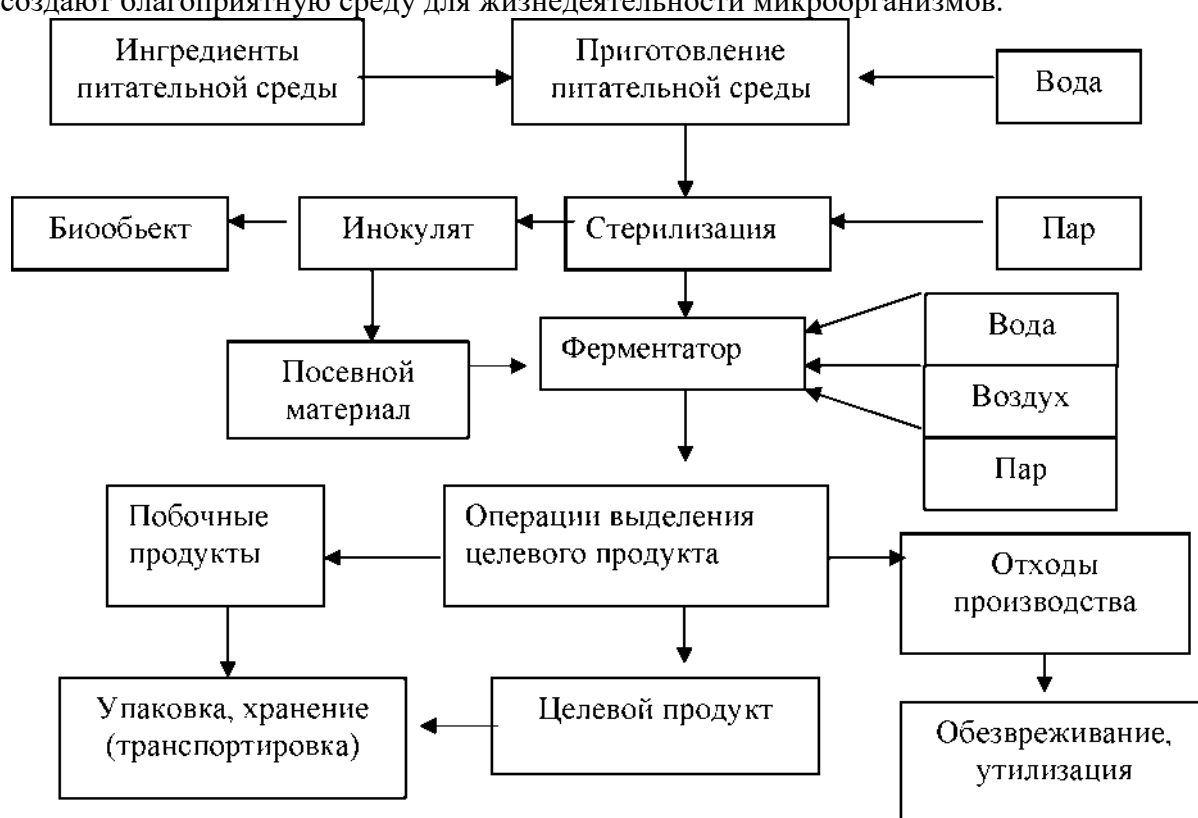 создают благоприятную среду для жизнедеятельности микроорганизмов.
Ингредиенты
питательной среды
Приготовление
питательной среды
Вода
Биообьект
Инокулят
Стерилизация
Пар
Посевной
материал
Ферментатор
Вода
Воздух
Пар
Побочные
продукты
Операции выделения
целевого продукта
Отходы
производства
Упаковка, хранение
(транспортировка)
Целевой продукт
Обезвреживание,
утилизация